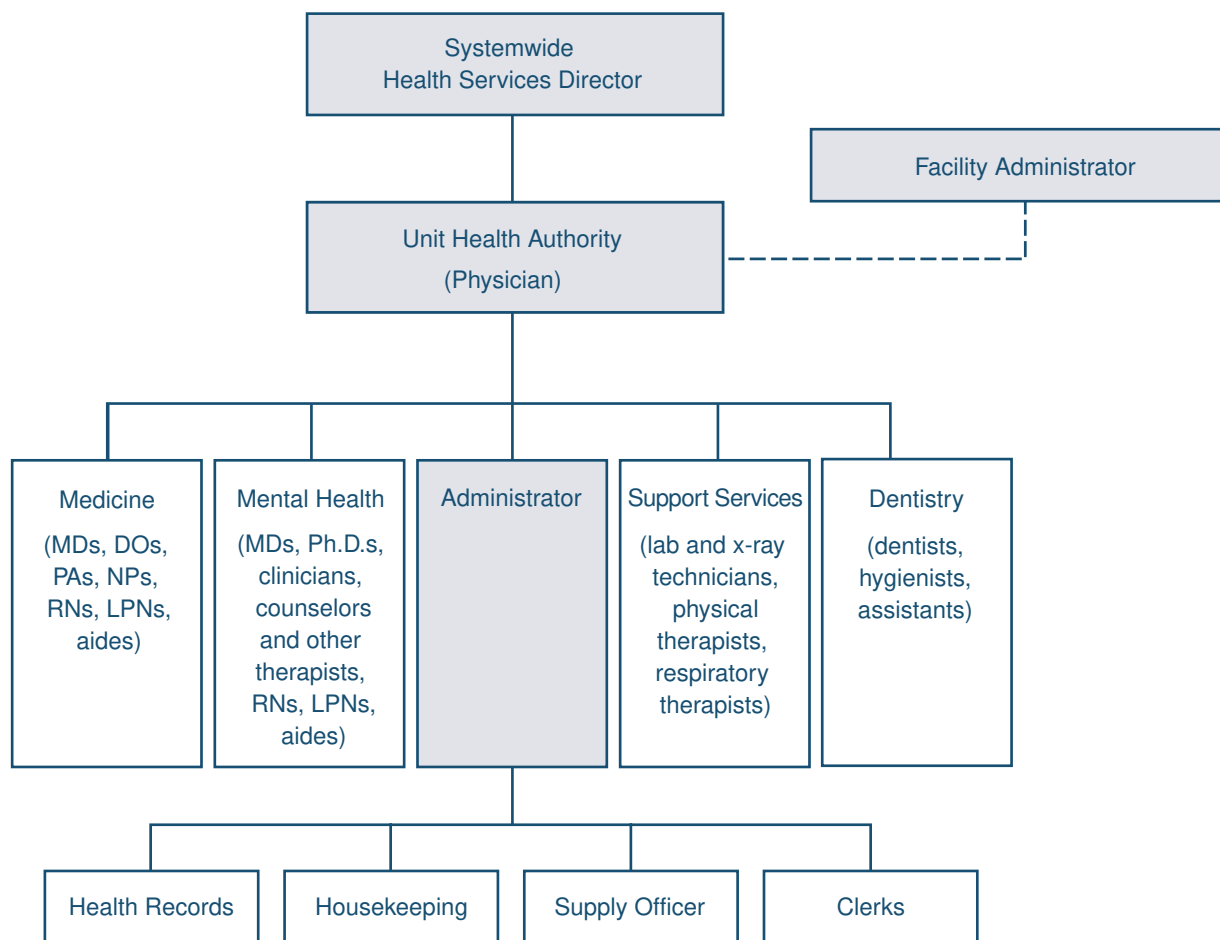 Systemwide
Health Services Director
Facility Administrator
Unit Health Authority
(Physician)
Medicine
(MDs, DOs,
PAs, NPs,
RNs, LPNs,
aides)
Mental Health
(MDs, Ph.D.s,
clinicians,
counselors
and other
therapists,
RNs, LPNs,
aides)
Administrator
Support Services
(lab and x-ray
technicians,
physical
therapists,
respiratory
therapists)
Dentistry
(dentists,
hygienists,
assistants)
Health Records
Housekeeping
Supply Officer
Clerks